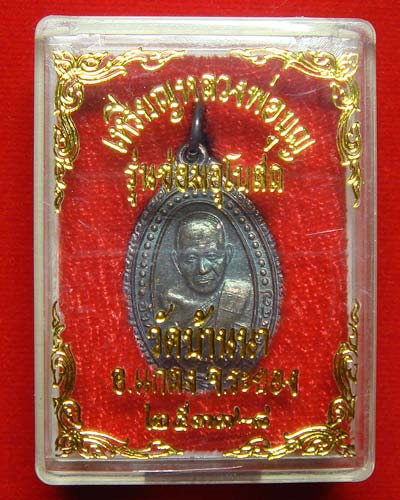 เหรียญหลวงพ่อบุญ
รุ่นซ่อมอุโบสถ
วัดบ้านนา
อ.แกลง จ.ระยอง